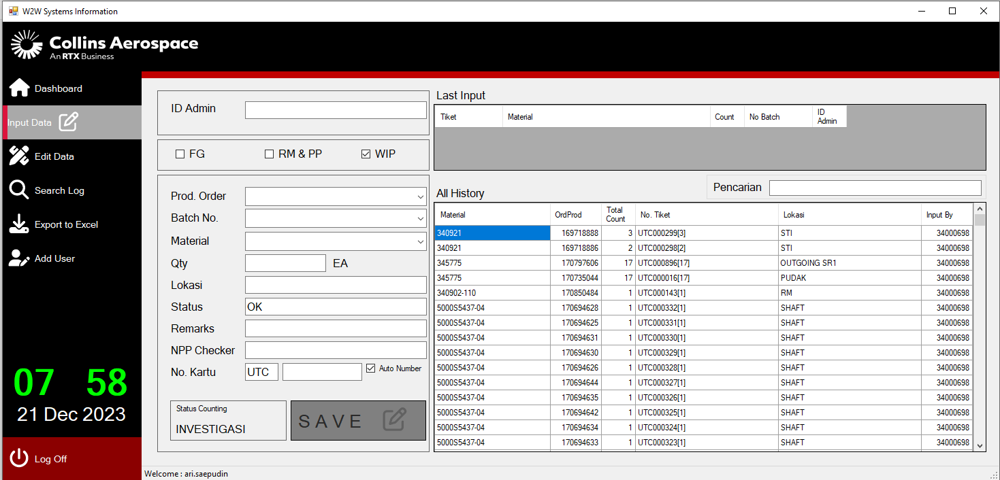 W2W Systems Information
Collins Aerospace
An RTX Business
Dashboard
Input Data
Edit Data
Search Log
Export to Excel
Add User
07 58
21 Dec 2023
Log Off
ID Admin
FG RM & PP WIP
Prod. Order
Batch No.
Material
Qty EA
Lokasi
Status OK
Remarks
NPP Checker
No. Kartu UTC Auto Number
Status Counting
INVESTIGASI
SAVE
Last Input
Tiket Material Count No Batch ID Admin
Pencarian
All History
Material OrdProd Total Count No. Tiket Lokasi Input By
340921 169718888 3 UTC000299[3] STI 34000698
340921 169718886 2 UTC000298[2] STI 34000698
345775 170797606 17 UTC000896[17] OUTGOING SR1 34000698
345775 170735044 17 UTC000016[17] PUDAK 34000698
340902-110 170850484 1 UTC000143[1] RM 34000698
5000S5437-04 170694628 1 UTC000332[1] SHAFT 34000698
5000S5437-04 170694625 1 UTC000331[1] SHAFT 34000698
5000S5437-04 170694631 1 UTC000330[1] SHAFT 34000698
5000S5437-04 170694630 1 UTC000329[1] SHAFT 34000698
5000S5437-04 170694626 1 UTC000328[1] SHAFT 34000698
5000S5437-04 170694644 1 UTC000327[1] SHAFT 34000698
5000S5437-04 170694635 1 UTC000326[1] SHAFT 34000698
5000S5437-04 170694642 1 UTC000325[1] SHAFT 34000698
5000S5437-04 170694634 1 UTC000324[1] SHAFT 34000698
5000S5437-04 170694633 1 UTC000323[1] SHAFT 34000698
Welcome : ari.saepudin